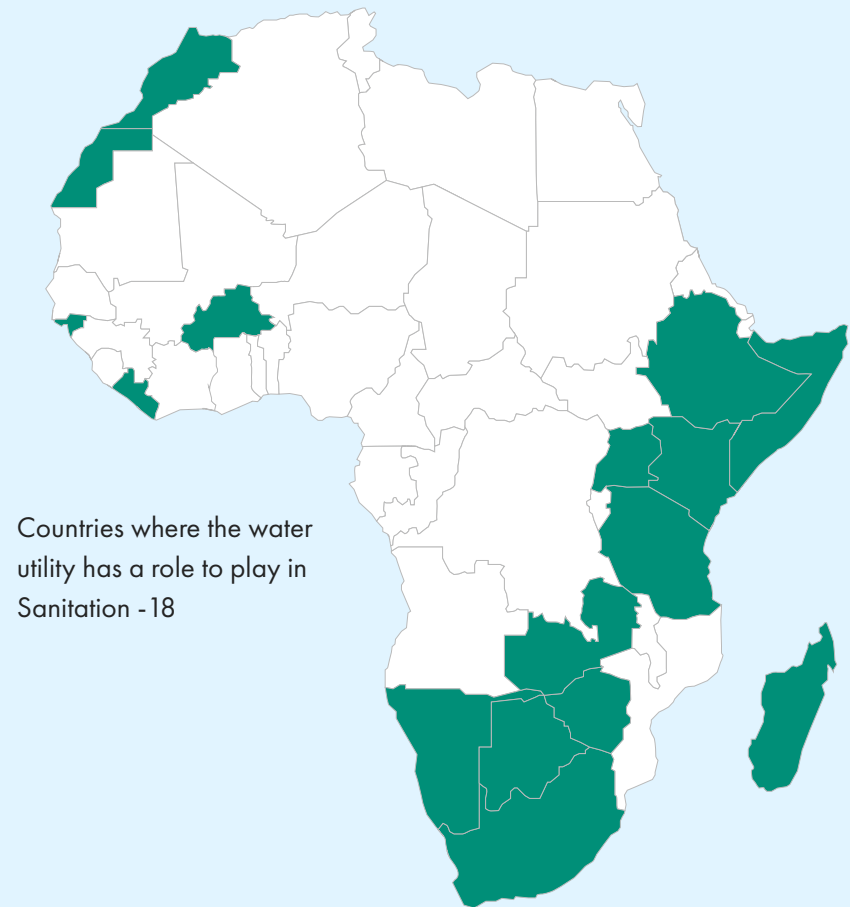 Countries where the water
utility has a role to play in
Sanitation -18